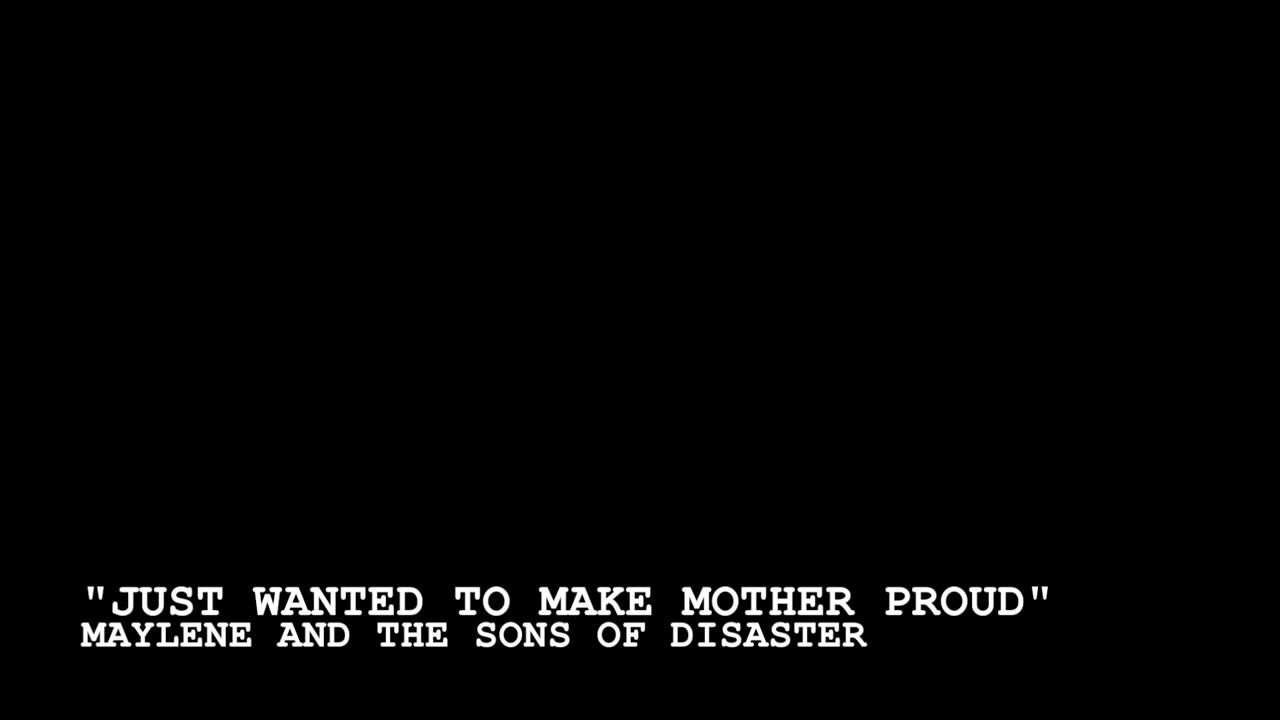 "JUST WANTED TO MAKE MOTHER PROUD"
MAYLENE AND THE SONS OF DISASTER